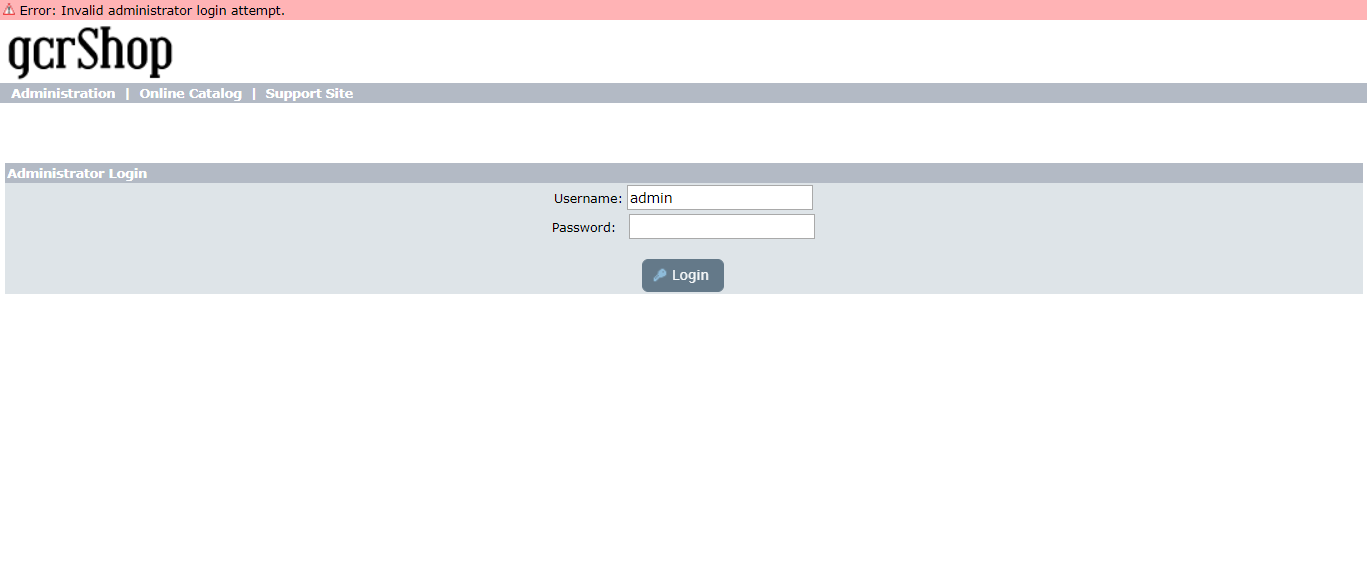 Error: Invalid administrator login attempt.
gcrShop
Administration | Online Catalog | Support Site
Administrator Login
Username: admin
Password:
Login